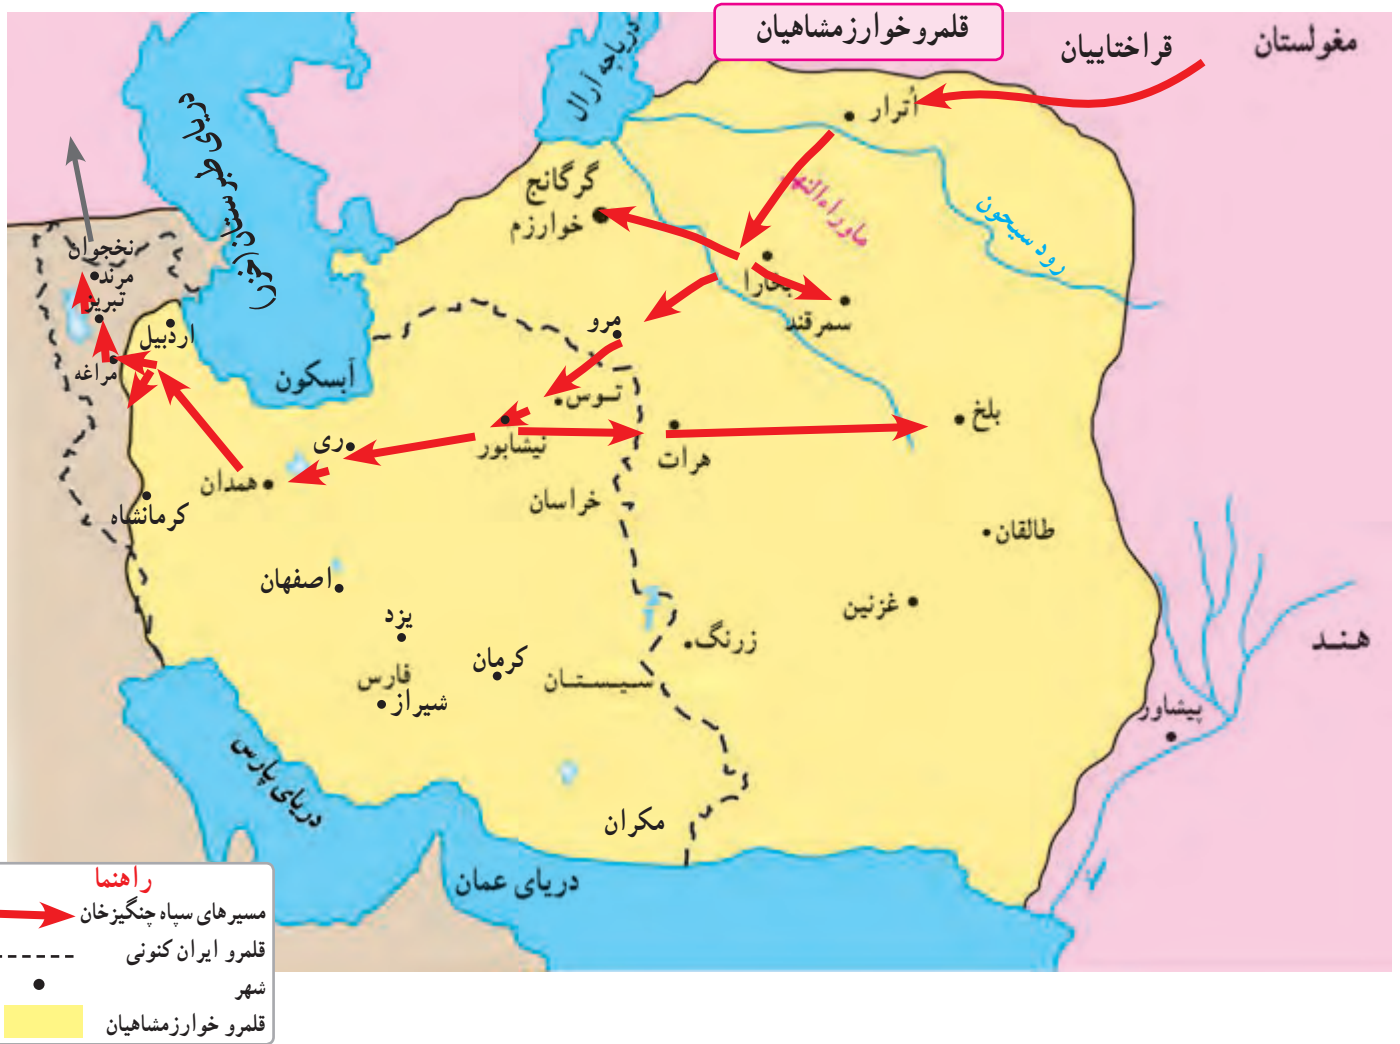 قلمرو خوارزمشاهیان
مغولستان
قراختاییان
دریاچه آرال
اُترار
دریای طبرستان (خزر)
گرگانج
خوارزم
ماوراءالنهر
رود سیحون
نخجوان
مرند
تبریز
اردبیل
مراغه
بخارا
سمرقند
مرو
آبسکون
توس
بلخ
ری
نیشابور
هرات
همدان
خراسان
کرمانشاه
طالقان
اصفهان
یزد
غزنین
زرنگ
هند
کرمان
فارس
سیستان
شیراز
پیشاور
دریای پارس
مکران
دریای عمان
راهنما
مسیرهای سپاه چنگیزخان
قلمرو ایران کنونی
شهر
قلمرو خوارزمشاهیان